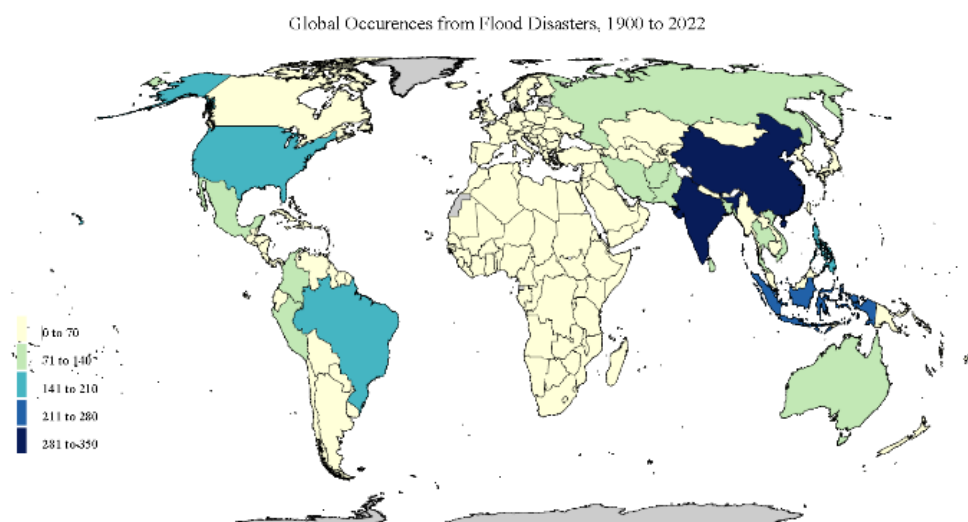 Global Occurences from Flood Disasters, 1900 to 2022
0 to 70
71 to 140
141 to 210
211 to 280
281 to 350